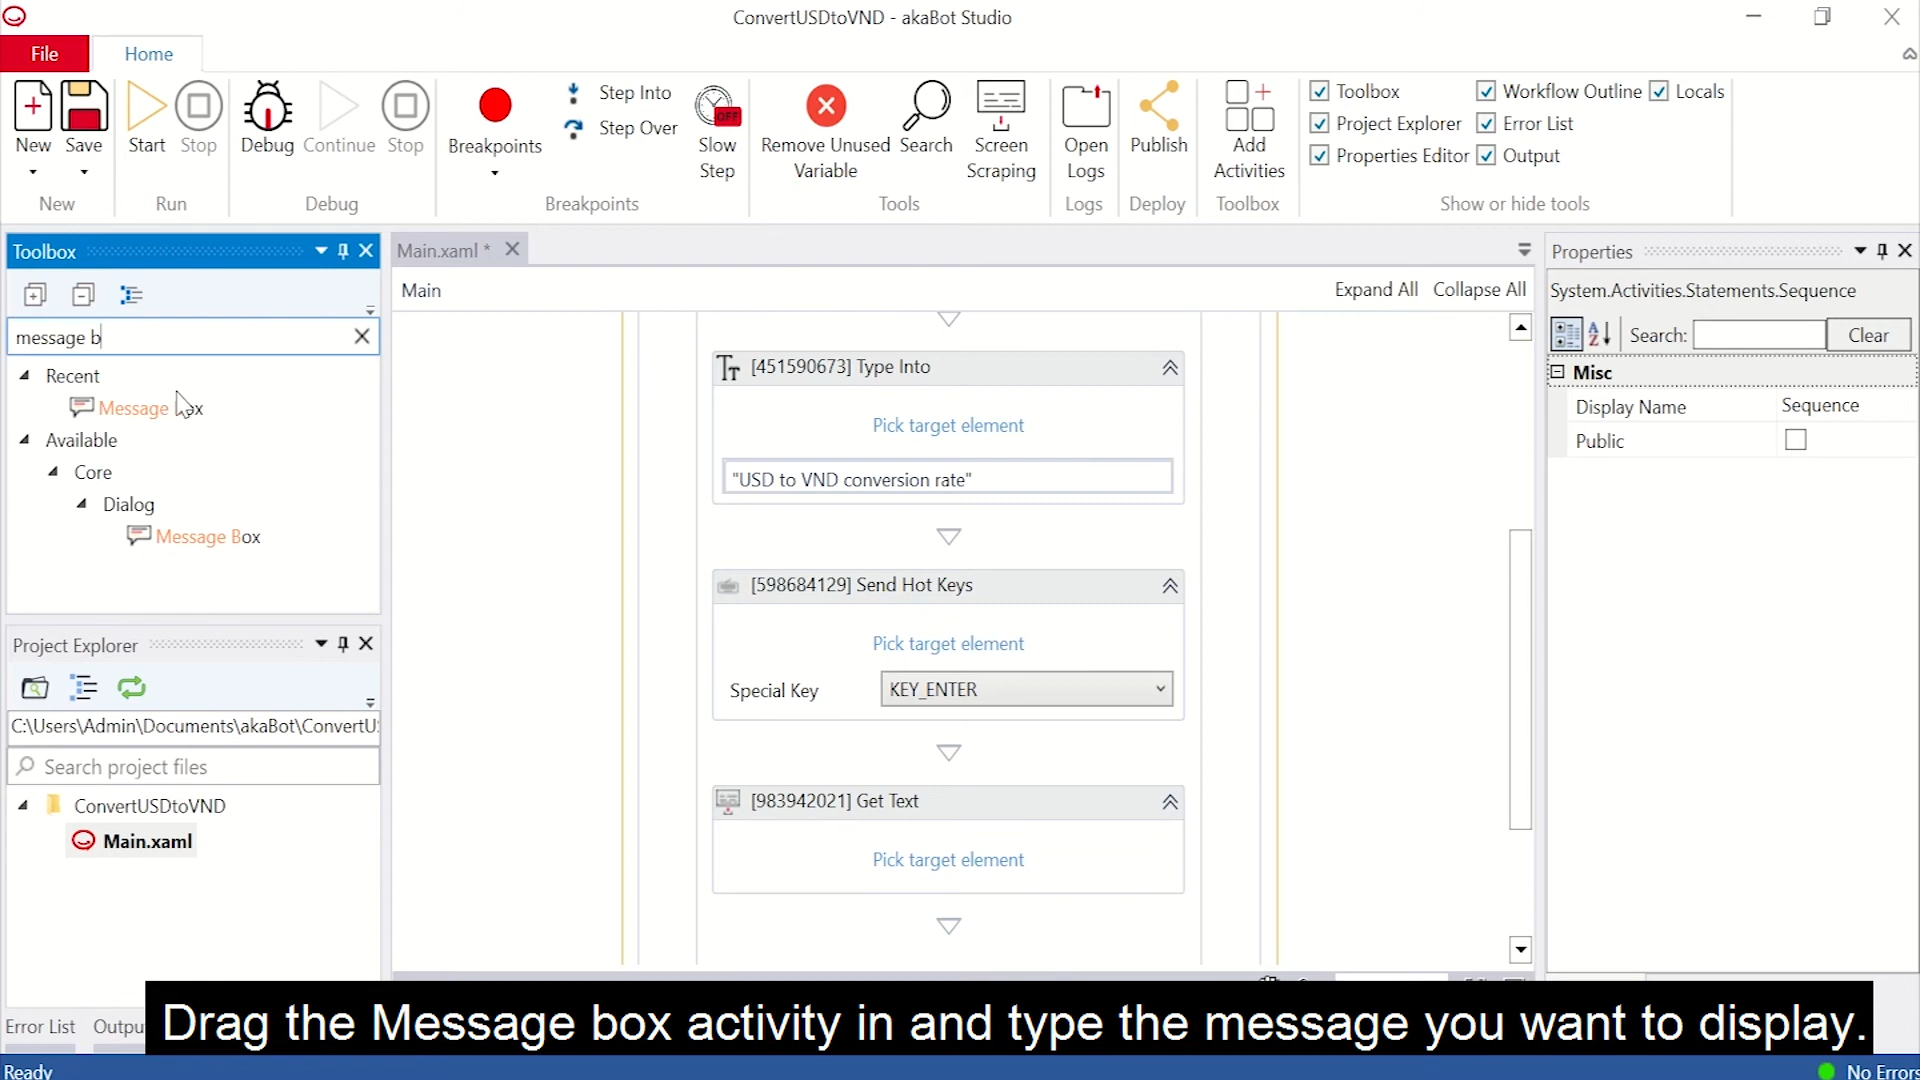 ConvertUSDtoVND - akaBot Studio
File
Home
New
Save
Start
Stop
Debug
Continue
Stop
Breakpoints
Step Into
Step Over
OFF
Slow
Step
Remove Unused
Variable
Search
Screen
Scraping
Open
Logs
Publish
Add
Activities
Toolbox
Workflow Outline
Locals
Project Explorer
Error List
Properties Editor
Output
New
Run
Debug
Breakpoints
Tools
Logs
Deploy
Toolbox
Show or hide tools
Toolbox
message b
Recent
Message ox
Available
Core
Dialog
Message Box
Project Explorer
C:\Users\Admin\Documents\akaBot\ConvertU
Search project files
ConvertUSDtoVND
Main.xaml
Main.xaml *
Main
Expand All
Collapse All
[451590673] Type Into
Pick target element
"USD to VND conversion rate"
[598684129] Send Hot Keys
Pick target element
Special Key
KEY_ENTER
[983942021] Get Text
Pick target element
Properties
System.Activities.Statements.Sequence
A
Z
Search:
Clear
Misc
Display Name
Sequence
Public
Error List
Outpu
Drag the Message box activity in and type the message you want to display.
Ready
No Errors